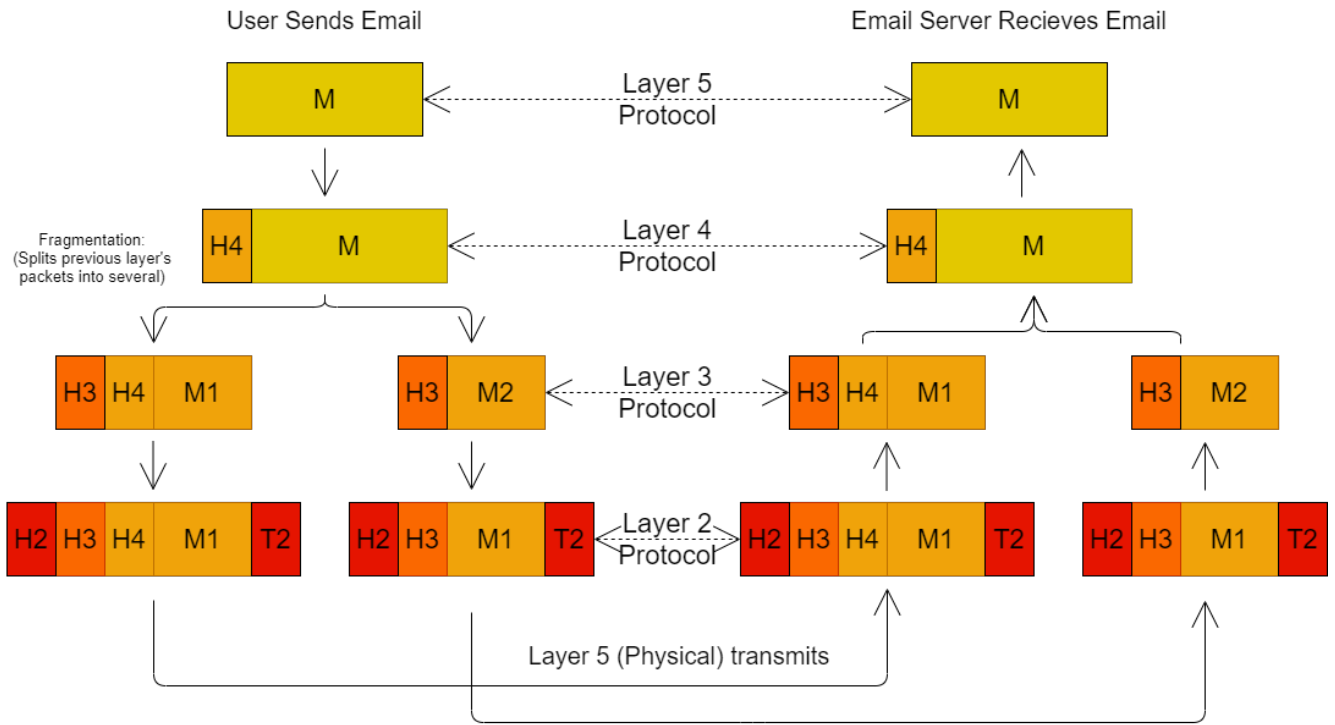 User Sends Email
Email Server Recieves Email
M
Layer 5
Protocol
M
Fragmentation:
(Splits previous layer's
packets into several)
H4 M
Layer 4
Protocol
H4 M
H3 H4 M1
H3 M2
Layer 3
Protocol
H3 H4 M1
H3 M2
H2 H3 H4 M1 T2
H2 H3 M1 T2
Layer 2
Protocol
H2 H3 H4 M1 T2
H2 H3 M1 T2
Layer 5 (Physical) transmits